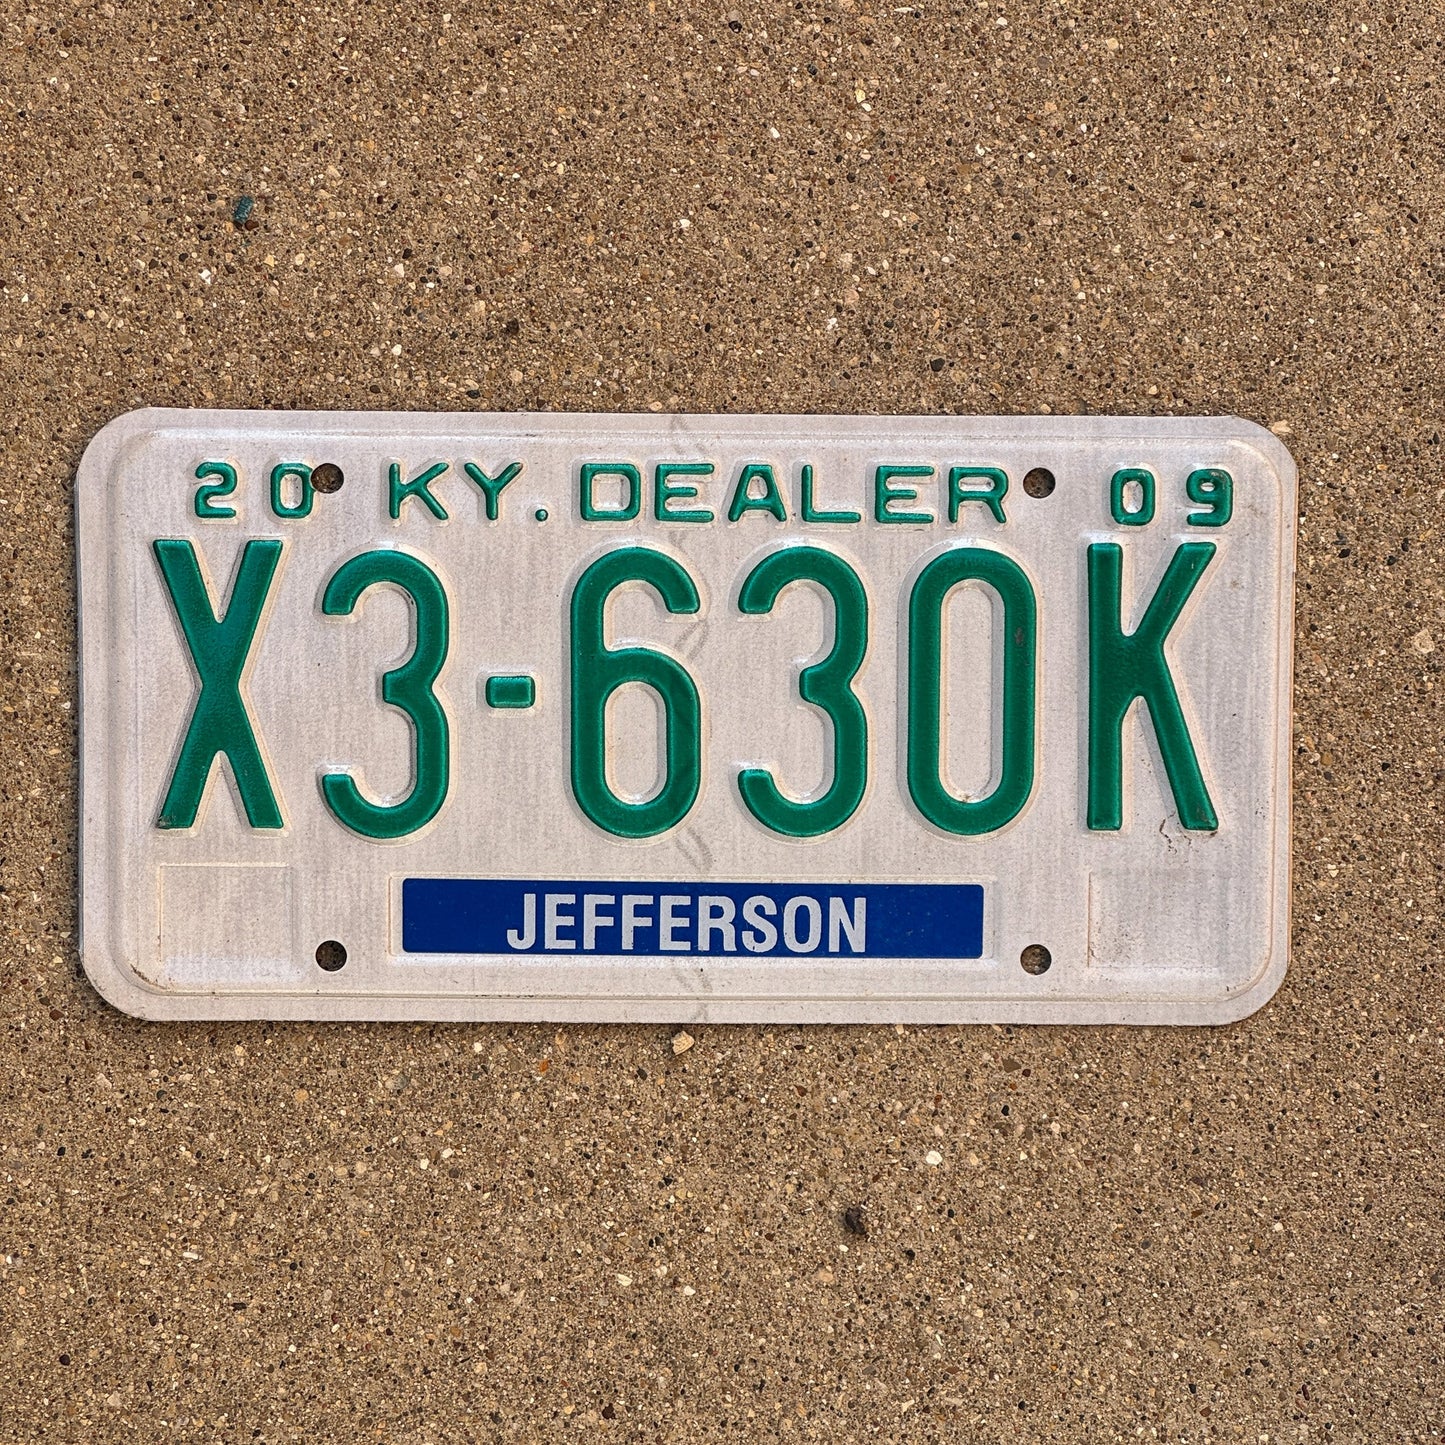 20 KY. DEALER 09
X3-630K
JEFFERSON